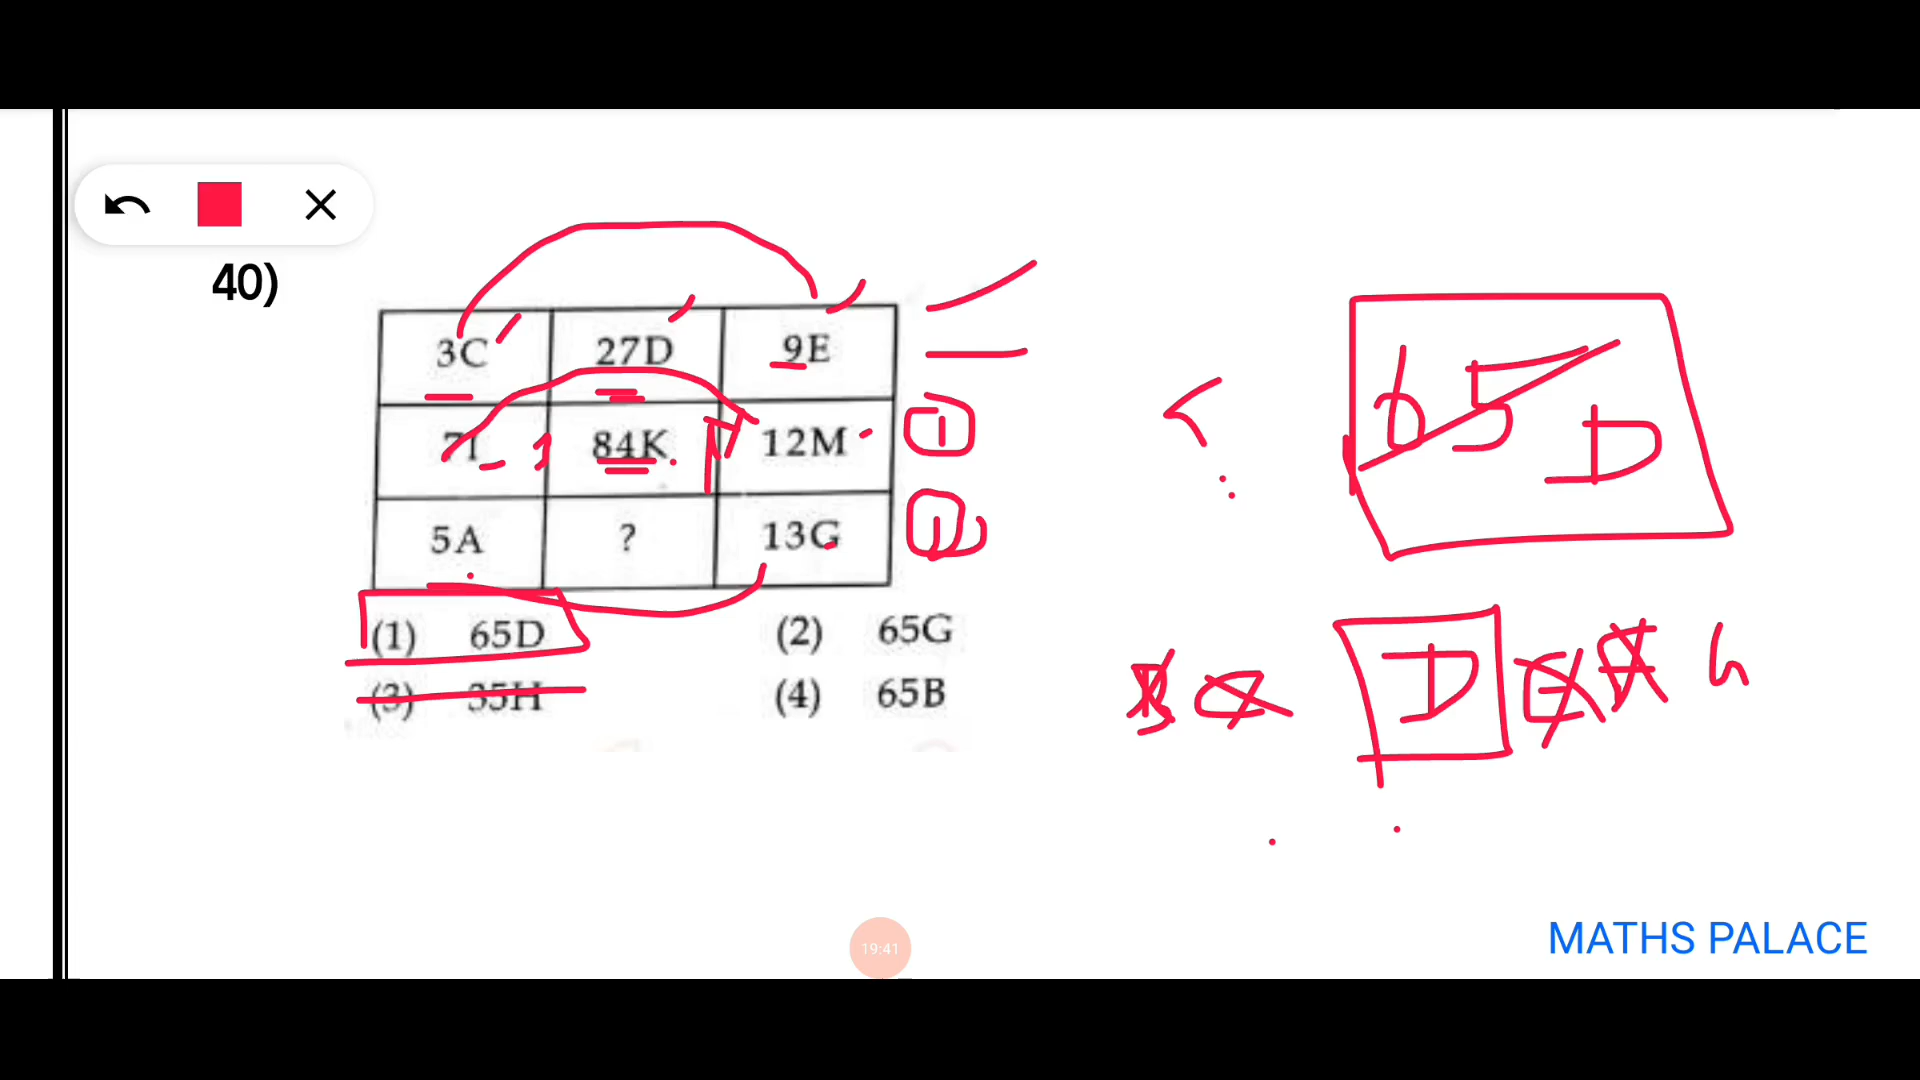 40)
3C 27D 9E
7I 84K 12M
5A ? 13G
(1) 65D (2) 65G
(3) 35H (4) 65B
65 D
D
19:41
MATHS PALACE